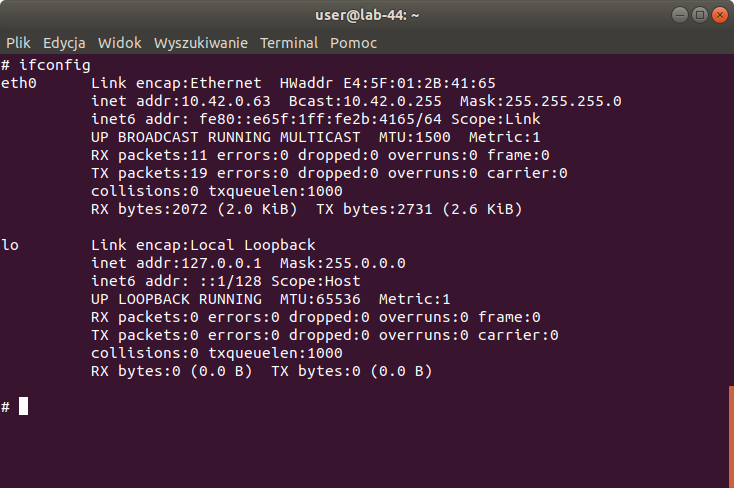 user@lab-44: ~
Plik Edycja Widok Wyszukiwanie Terminal Pomoc
# ifconfig
eth0      Link encap:Ethernet  HWaddr E4:5F:01:2B:41:65
          inet addr:10.42.0.63  Bcast:10.42.0.255  Mask:255.255.255.0
          inet6 addr: fe80::e65f:1ff:fe2b:4165/64 Scope:Link
          UP BROADCAST RUNNING MULTICAST  MTU:1500  Metric:1
          RX packets:11 errors:0 dropped:0 overruns:0 frame:0
          TX packets:19 errors:0 dropped:0 overruns:0 carrier:0
          collisions:0 txqueuelen:1000
          RX bytes:2072 (2.0 KiB)  TX bytes:2731 (2.6 KiB)
lo        Link encap:Local Loopback
          inet addr:127.0.0.1  Mask:255.0.0.0
          inet6 addr: ::1/128 Scope:Host
          UP LOOPBACK RUNNING  MTU:65536  Metric:1
          RX packets:0 errors:0 dropped:0 overruns:0 frame:0
          TX packets:0 errors:0 dropped:0 overruns:0 carrier:0
          collisions:0 txqueuelen:1000
          RX bytes:0 (0.0 B)  TX bytes:0 (0.0 B)
#